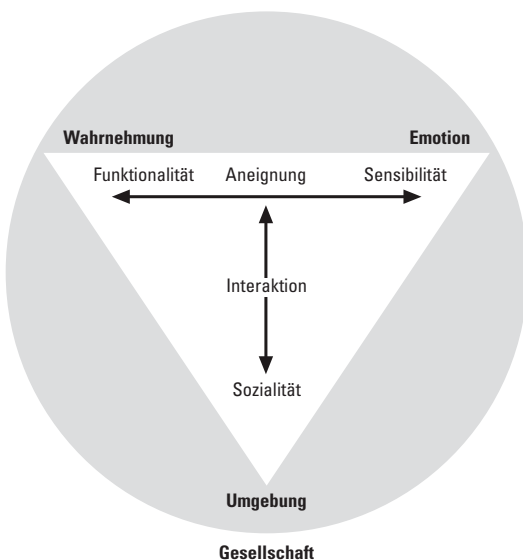 Wahrnehmung Emotion
Funktionalität Aneignung Sensibilität
Interaktion
Sozialität
Umgebung
Gesellschaft